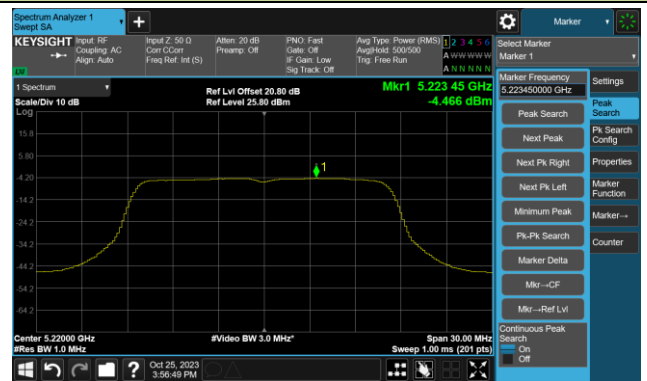 Spectrum Analyzer 1
Swept SA
+
Marker
KEYSIGHT
Input: RF
Coupling: AC
Align: Auto
Input Z: 50 Ω
Corr CCorr
Freq Ref: Int (S)
Atten: 20 dB
Preamp: Off
PNO: Fast
Gate: Off
IF Gain: Low
Sig Track: Off
Avg Type: Power (RMS)
Avg|Hold: 500/500
Trig: Free Run
1 2 3 4 5 6
A W W W W W
A N N N N N
LVI
1 Spectrum
Scale/Div 10 dB
Ref Lvl Offset 20.80 dB
Ref Level 25.80 dBm
Mkr1 5.223 45 GHz
-4.466 dBm
Log
15.8
5.80
-4.20
-14.2
-24.2
-34.2
-44.2
-54.2
-64.2
1
Center 5.22000 GHz
#Res BW 1.0 MHz
#Video BW 3.0 MHz*
Span 30.00 MHz
Sweep 1.00 ms (201 pts)
Select Marker
Marker 1
Marker Frequency
5.223450000 GHz
Peak Search
Next Peak
Next Pk Right
Next Pk Left
Minimum Peak
Pk-Pk Search
Marker Delta
Mkr→CF
Mkr→Ref Lvl
Continuous Peak
Search
On
Off
Settings
Peak
Search
Pk Search
Config
Properties
Marker
Function
Marker→
Counter
?
Oct 25, 2023
3:56:49 PM